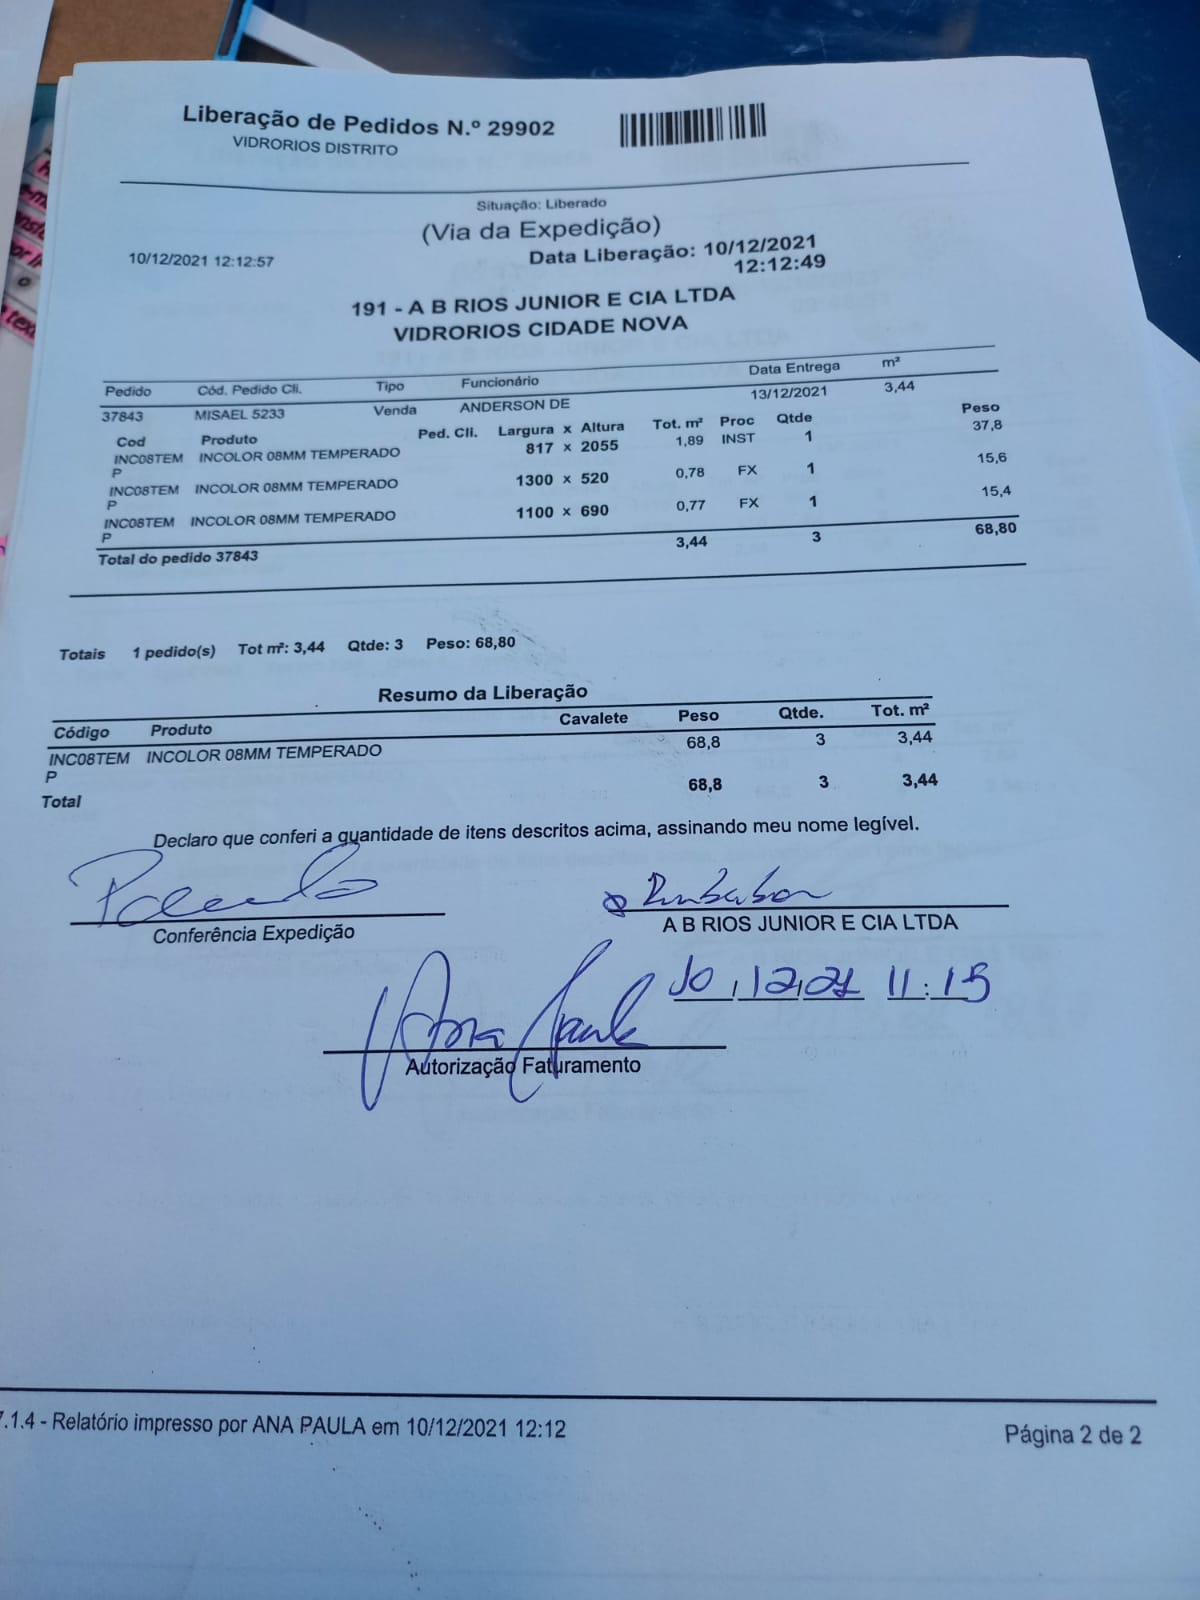 Liberação de Pedidos N.º 29902
VIDRORIOS DISTRITO
Situação: Liberado
(Via da Expedição)
10/12/2021 12:12:57
Data Liberação: 10/12/2021
12:12:49
191 - A B RIOS JUNIOR E CIA LTDA
VIDRORIOS CIDADE NOVA
Pedido Cód. Pedido Cli. Tipo Funcionário Data Entrega m²
37843 MISAEL 5233 Venda ANDERSON DE 13/12/2021 3,44
Cod Produto Ped. Cli. Largura x Altura Tot. m² Proc Qtde Peso
INC08TEM INCOLOR 08MM TEMPERADO 817 x 2055 1,89 INST 1 37,8
P
INC08TEM INCOLOR 08MM TEMPERADO 1300 x 520 0,78 FX 1 15,6
P
INC08TEM INCOLOR 08MM TEMPERADO 1100 x 690 0,77 FX 1 15,4
P
Total do pedido 37843 3,44 3 68,80
Totais 1 pedido(s) Tot m²: 3,44 Qtde: 3 Peso: 68,80
Resumo da Liberação
Código Produto Cavalete Peso Qtde. Tot. m²
INC08TEM INCOLOR 08MM TEMPERADO 68,8 3 3,44
P
Total 68,8 3 3,44
Declaro que conferi a quantidade de itens descritos acima, assinando meu nome legível.
Conferência Expedição
A B RIOS JUNIOR E CIA LTDA
10,12,21 11:15
Ana Paula
Autorização Faturamento
7.1.4 - Relatório impresso por ANA PAULA em 10/12/2021 12:12
Página 2 de 2